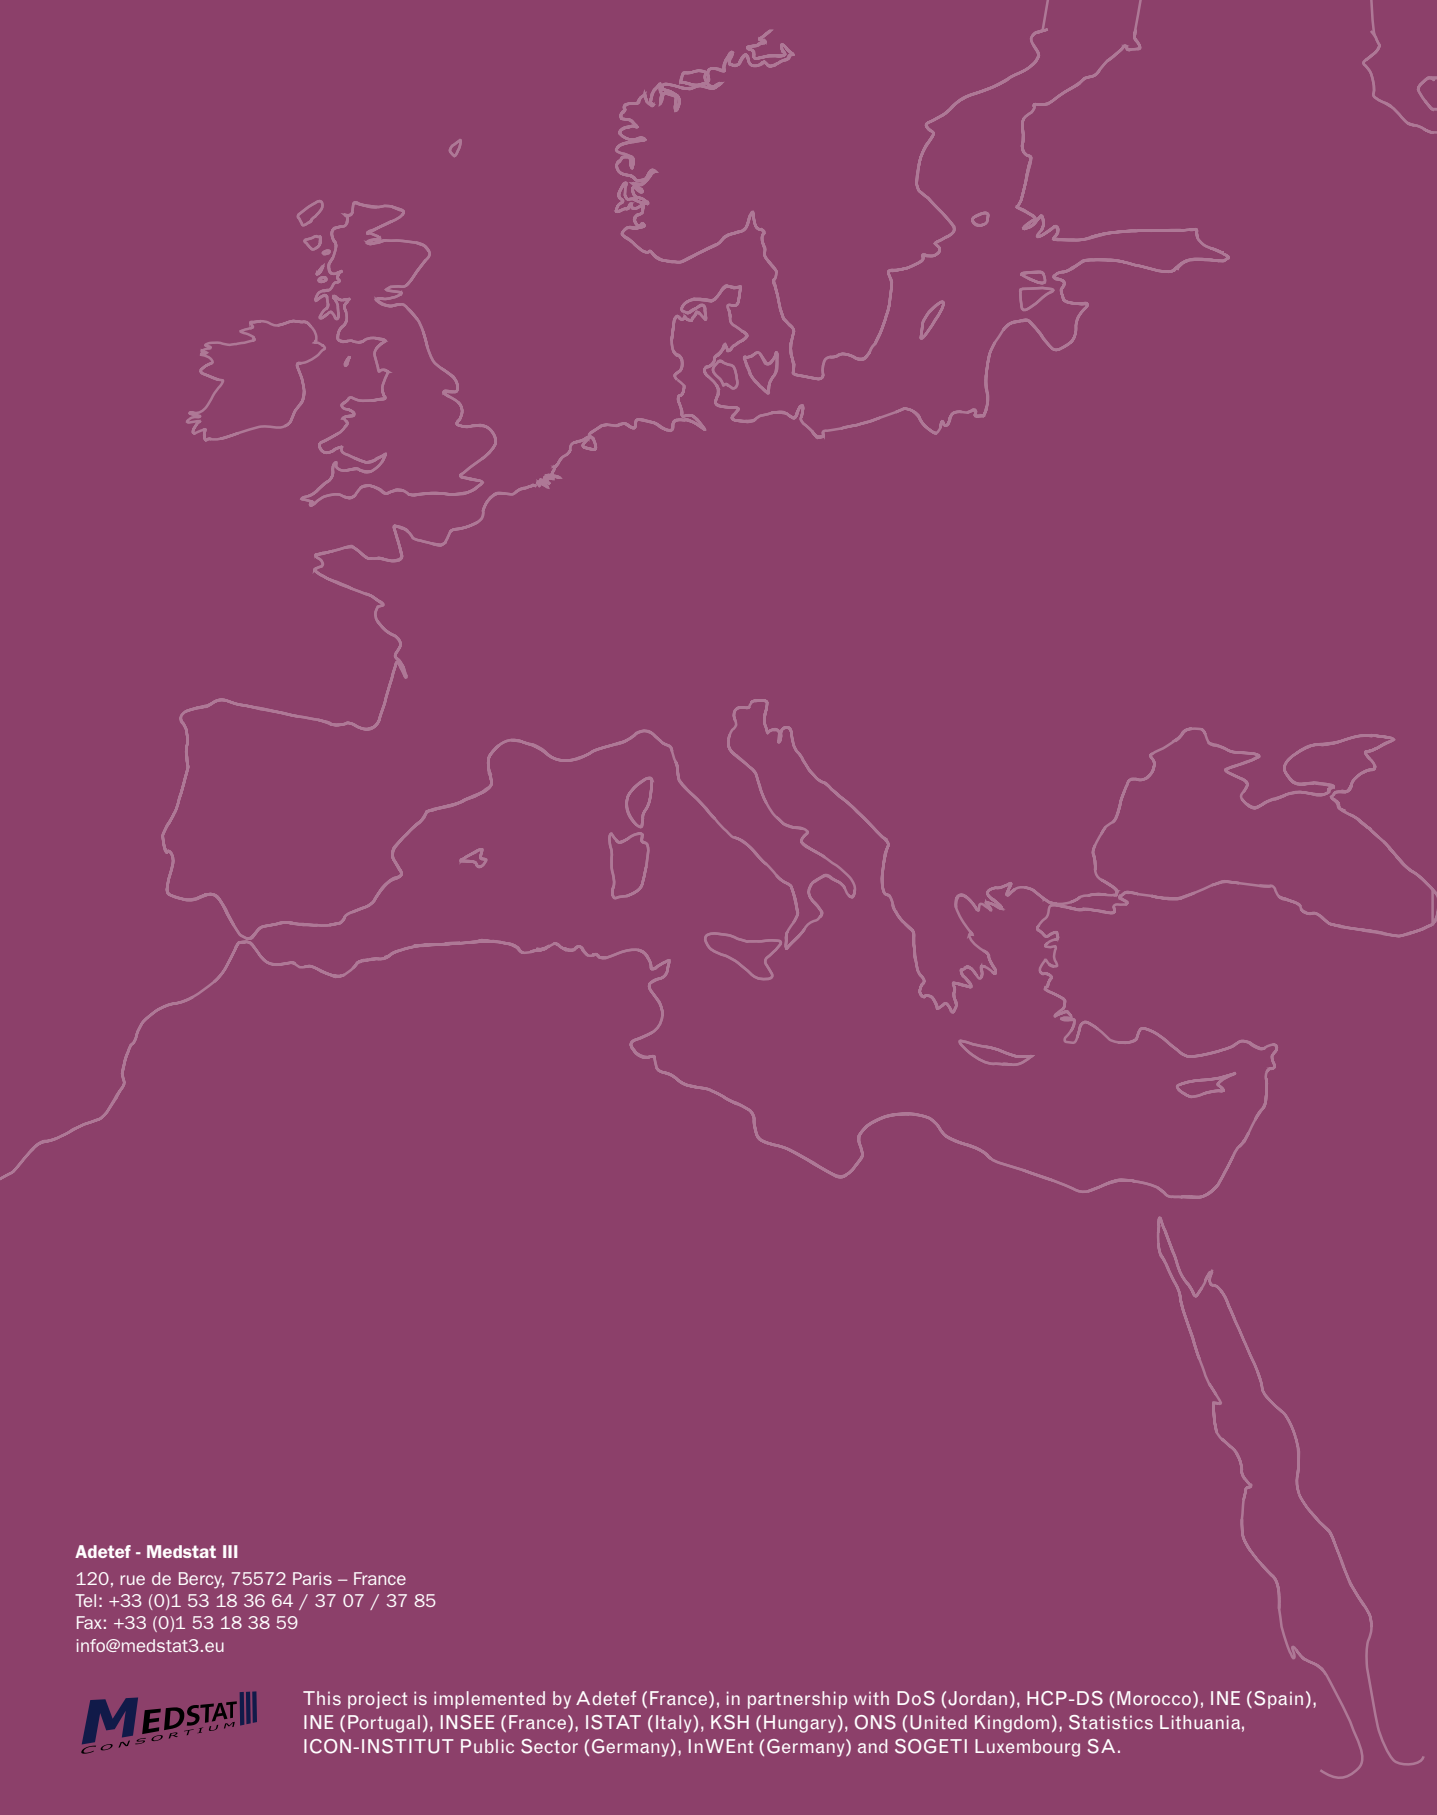 Adetef - Medstat III
120, rue de Bercy, 75572 Paris – France
Tel: +33 (0)1 53 18 36 64 / 37 07 / 37 85
Fax: +33 (0)1 53 18 38 59
info@medstat3.eu
MEDSTAT III
CONSORTIUM
This project is implemented by Adetef (France), in partnership with DoS (Jordan), HCP-DS (Morocco), INE (Spain),
INE (Portugal), INSEE (France), ISTAT (Italy), KSH (Hungary), ONS (United Kingdom), Statistics Lithuania,
ICON-INSTITUT Public Sector (Germany), InWEnt (Germany) and SOGETI Luxembourg SA.